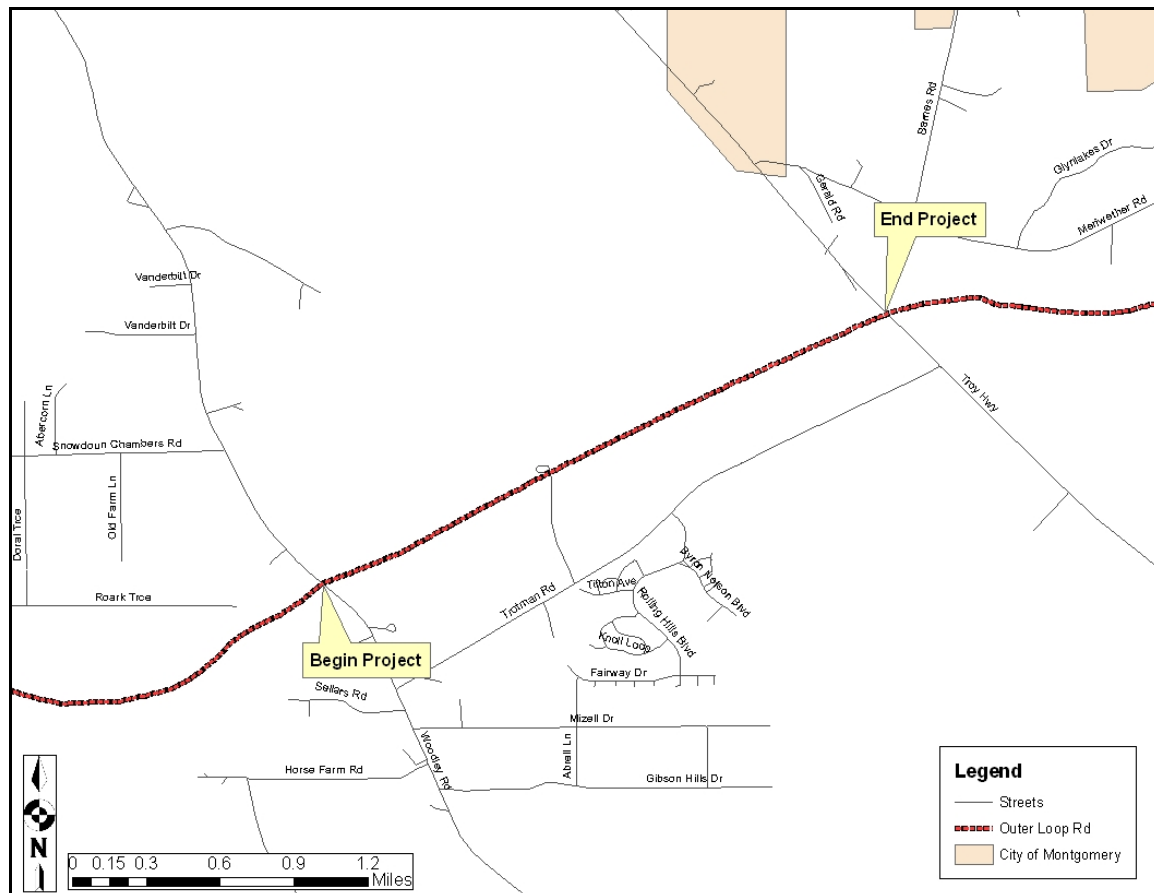 Barnes Rd
Glynlakes Dr
Gerald Rd
Meriwether Rd
End Project
Vanderbilt Dr
Vanderbilt Dr
Troy Hwy
Abercorn Ln
Snowdoun Chambers Rd
Doral Trce
Old Farm Ln
Roark Trce
Trotman Rd
Tifton Ave
Byron Nelson Blvd
Rolling Hills Blvd
Knoll Loop
Begin Project
Fairway Dr
Sellars Rd
Mizell Dr
Woodley Rd
Abrell Ln
Horse Farm Rd
Gibson Hills Dr
Legend
Streets
Outer Loop Rd
City of Montgomery
N
0 0.15 0.3 0.6 0.9 1.2
Miles